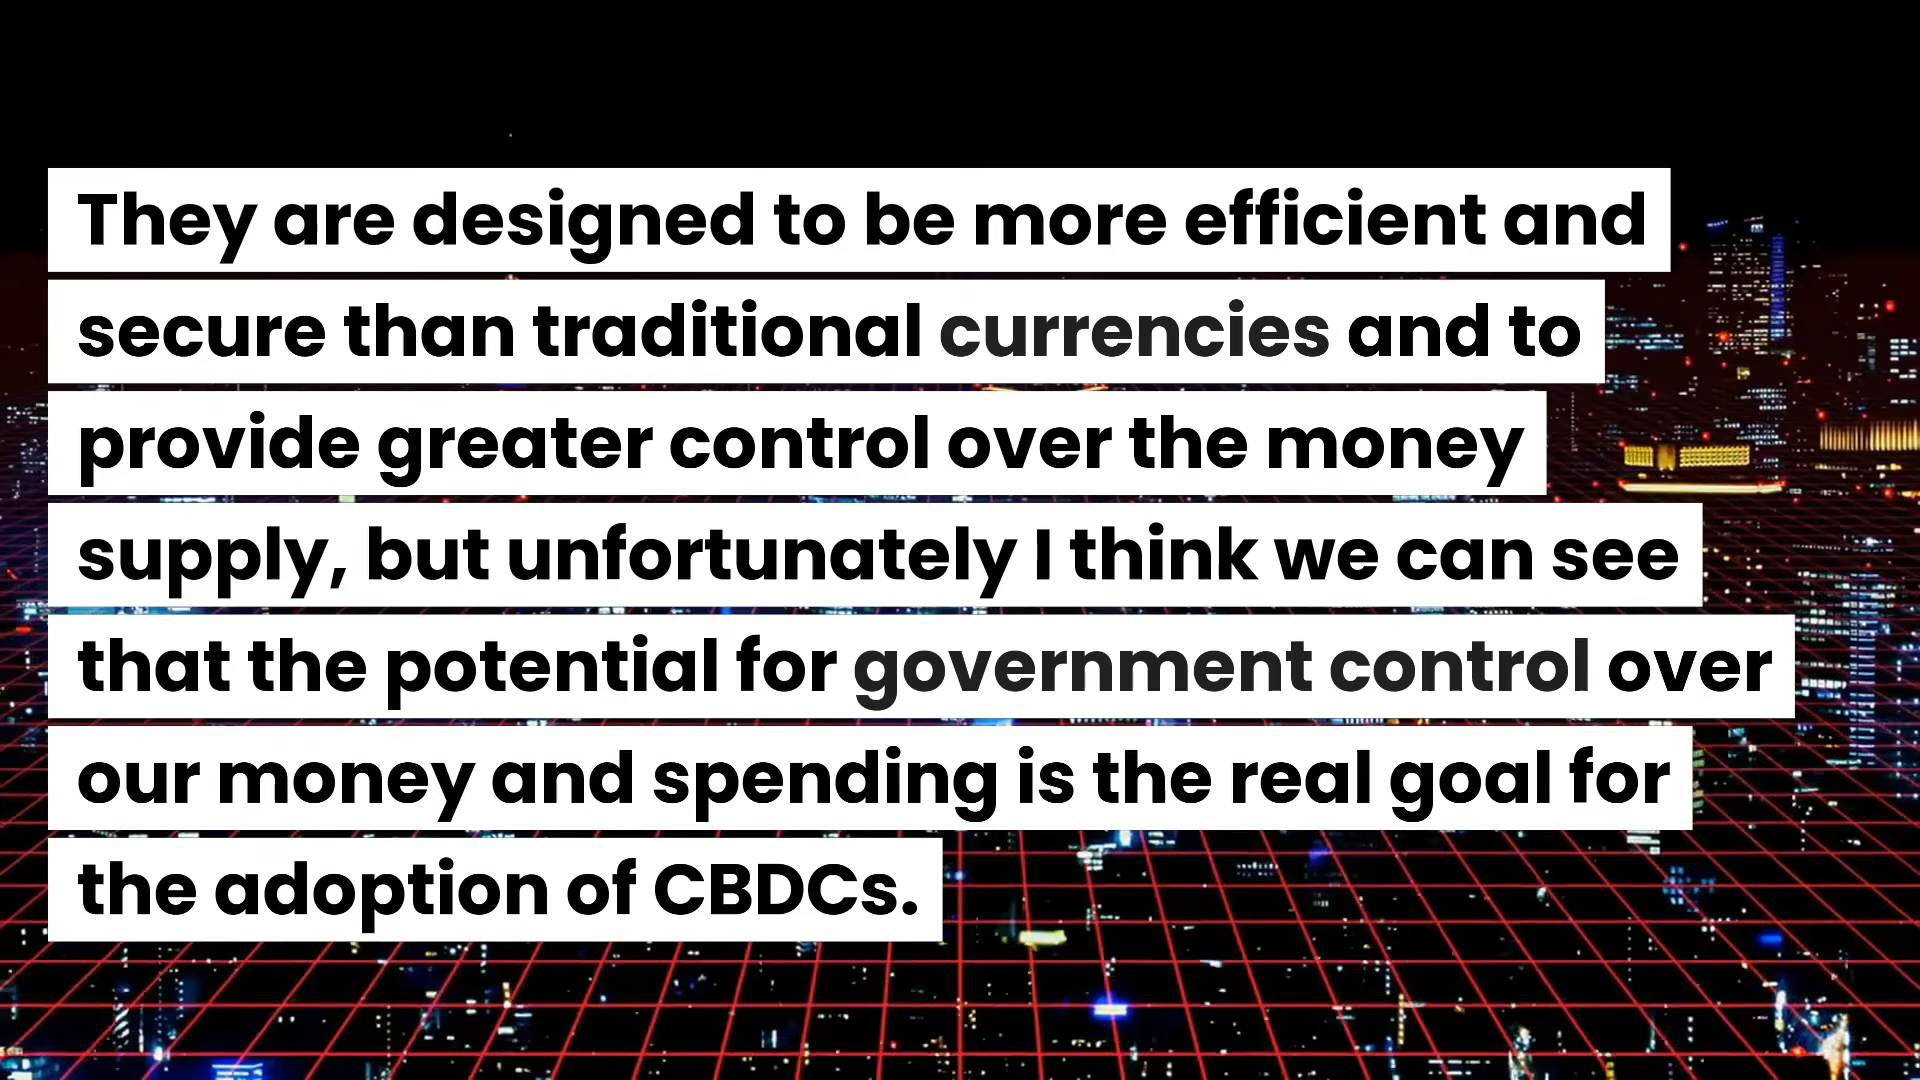 They are designed to be more efficient and
secure than traditional currencies and to
provide greater control over the money
supply, but unfortunately I think we can see
that the potential for government control over
our money and spending is the real goal for
the adoption of CBDCs.